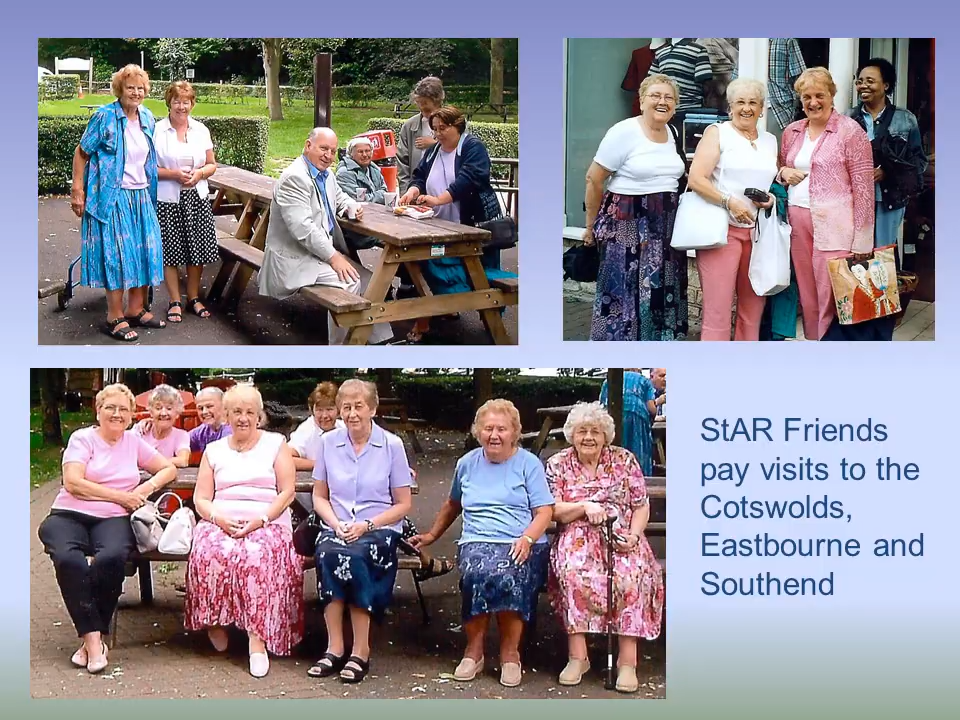 StAR Friends
pay visits to the
Cotswolds,
Eastbourne and
Southend